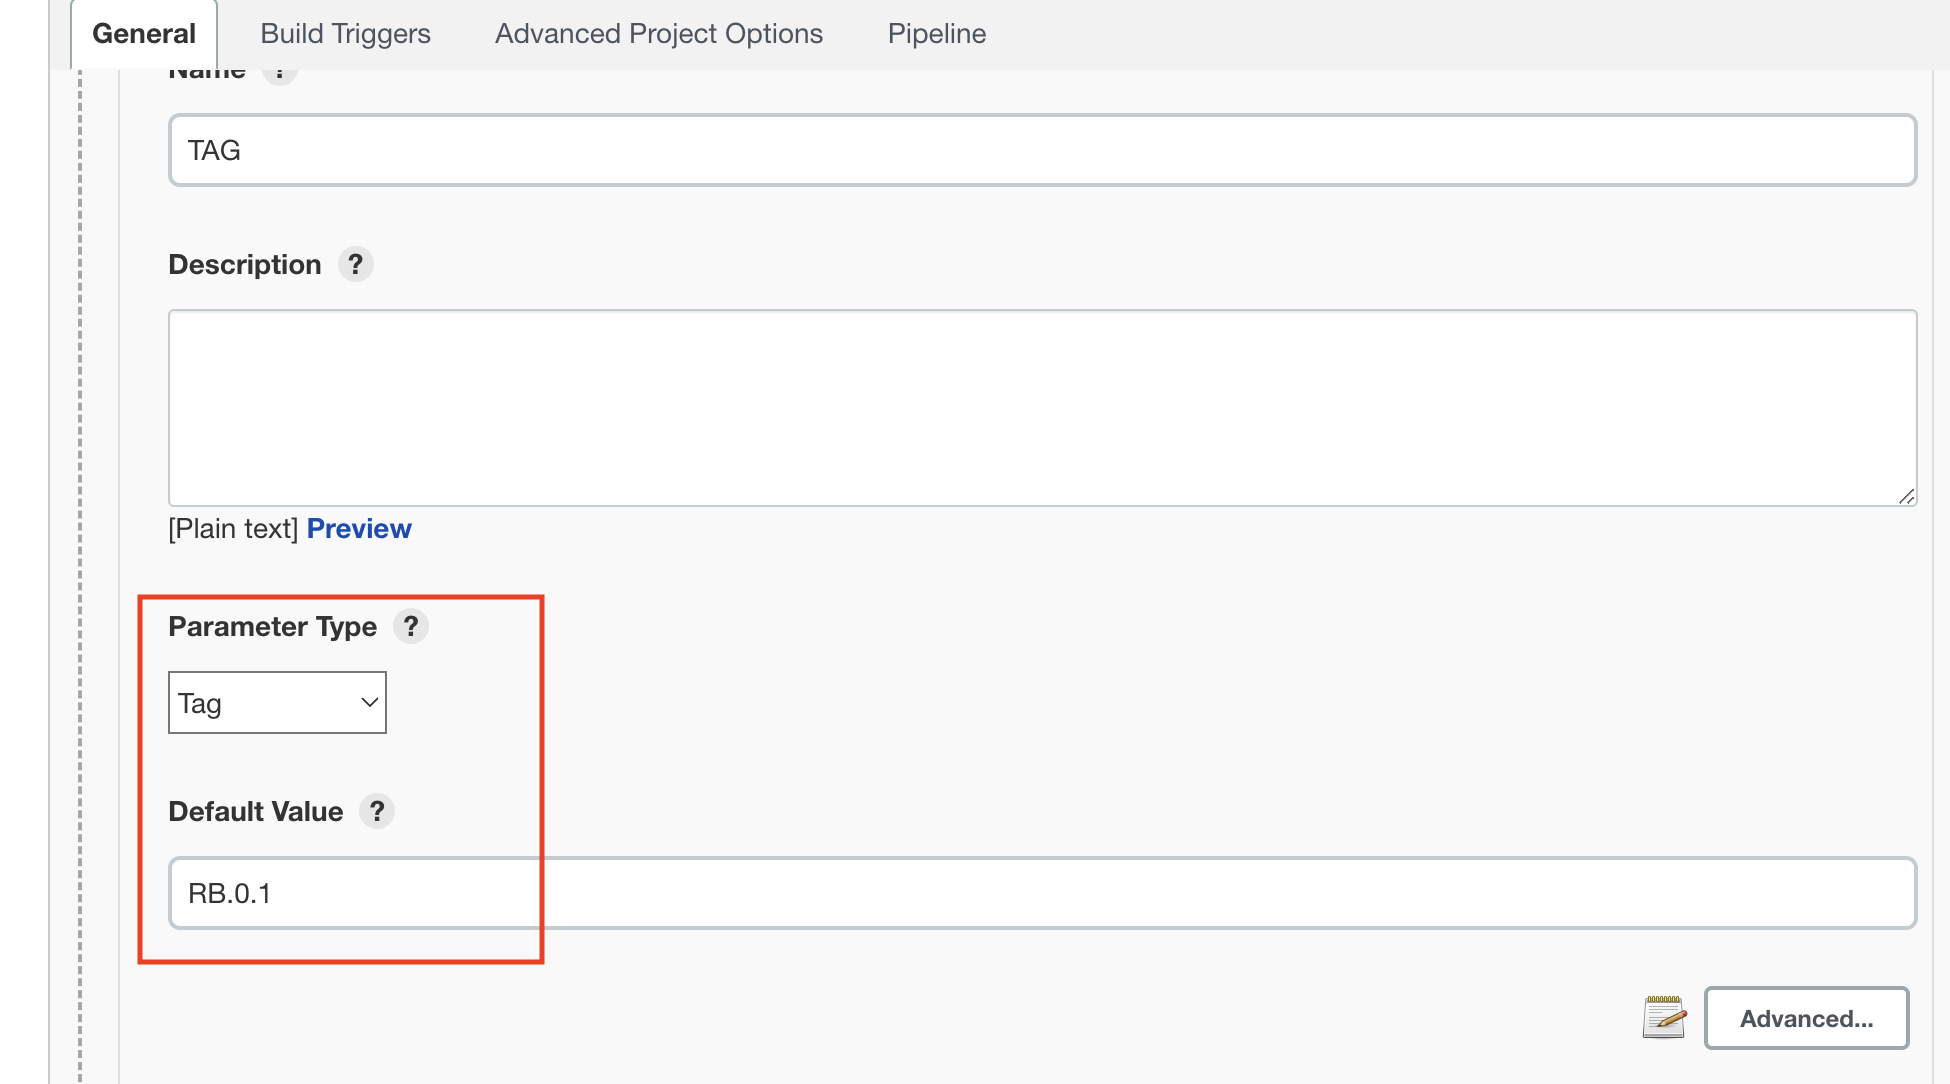 General Build Triggers Advanced Project Options Pipeline
Name ?
TAG
Description ?
[Plain text] Preview
Parameter Type ?
Tag
Default Value ?
RB.0.1
Advanced...